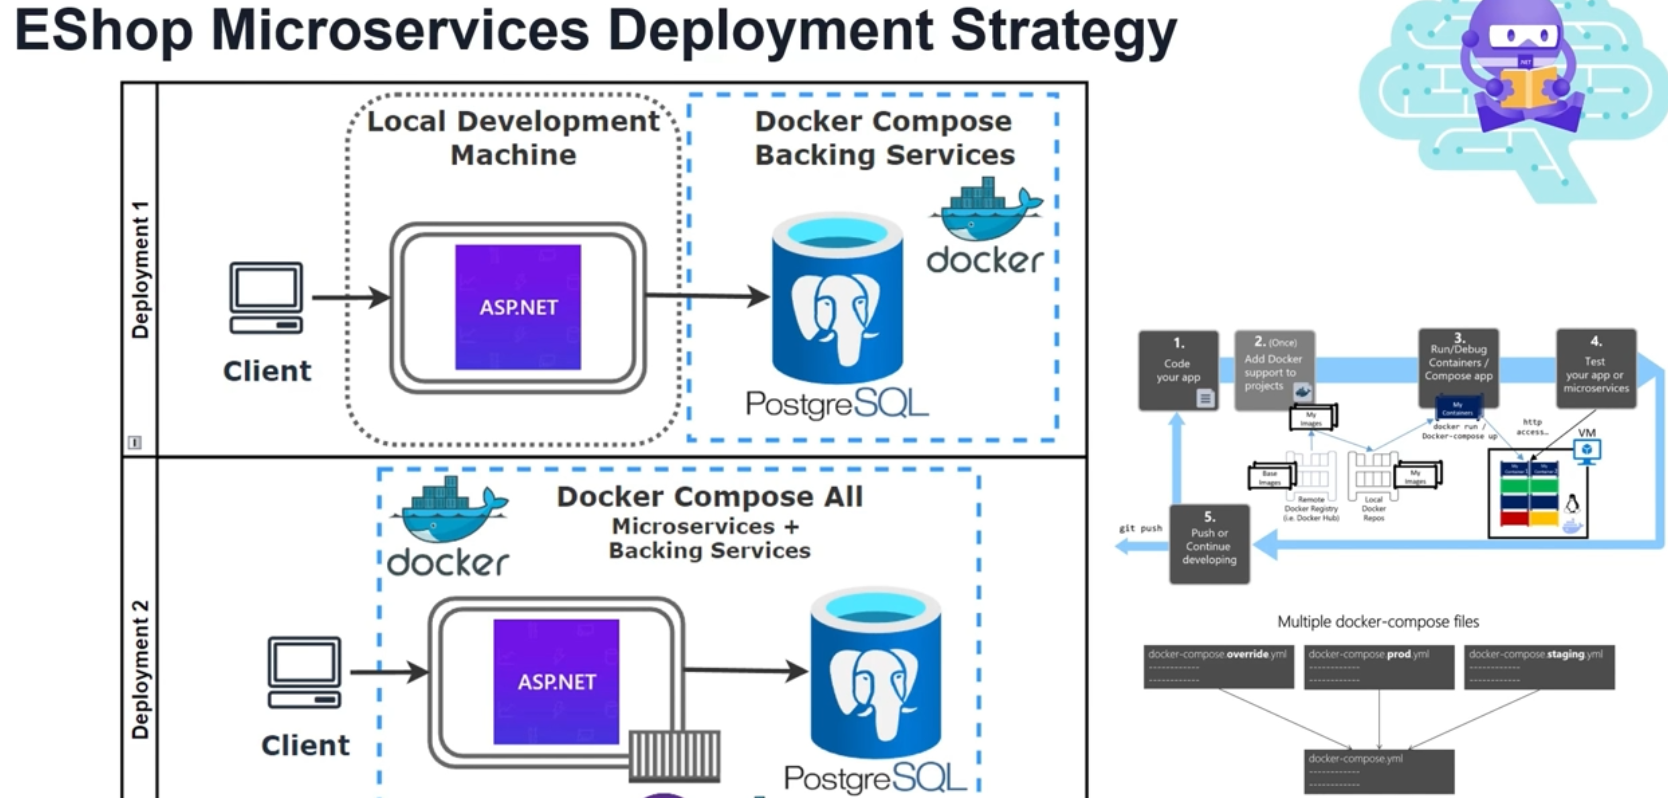 EShop Microservices Deployment Strategy
.NET
Deployment 1
Local Development
Machine
Docker Compose
Backing Services
docker
ASP.NET
Client
PostgreSQL
Deployment 2
docker
Docker Compose All
Microservices +
Backing Services
ASP.NET
Client
PostgreSQL
1.
Code
your app
2. (Once)
Add Docker
support to
projects
My
Images
3.
Run/Debug
Containers /
Compose app
My
Containers
docker run /
Docker-compose up
4.
Test
your app or
microservices
http
access…
VM
Base
Images
Remote
Docker Registry
(i.e. Docker Hub)
Local
Docker
Repos
My
Images
My
Container
My
Container
5.
Push or
Continue
developing
git push
Multiple docker-compose files
docker-compose.override.yml
------------
------------
docker-compose.prod.yml
------------
------------
docker-compose.staging.yml
------------
------------
docker-compose.yml
------------
------------